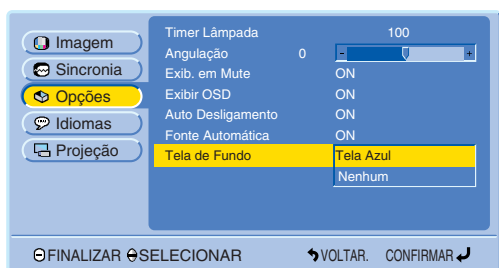 Imagem
Sincronia
Opções
Idiomas
Projeção
Timer Lâmpada 100
Angulação 0 - +
Exib. em Mute ON
Exibir OSD ON
Auto Desligamento ON
Fonte Automática ON
Tela de Fundo Tela Azul
Nenhum
FINALIZAR SELECIONAR VOLTAR. CONFIRMAR